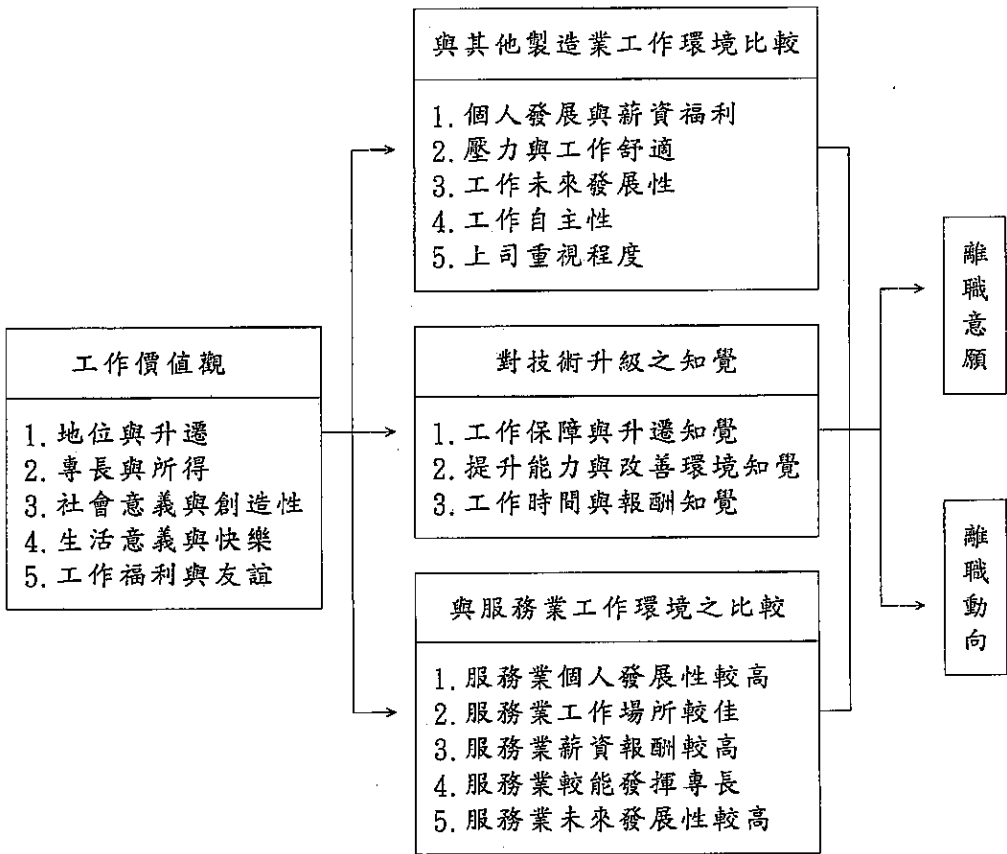 與其他製造業工作環境比較
1. 個人發展與薪資福利
2. 壓力與工作舒適
3. 工作未來發展性
4. 工作自主性
5. 上司重視程度
工作價值觀
1. 地位與升遷
2. 專長與所得
3. 社會意義與創造性
4. 生活意義與快樂
5. 工作福利與友誼
對技術升級之知覺
1. 工作保障與升遷知覺
2. 提升能力與改善環境知覺
3. 工作時間與報酬知覺
與服務業工作環境之比較
1. 服務業個人發展性較高
2. 服務業工作場所較佳
3. 服務業薪資報酬較高
4. 服務業較能發揮專長
5. 服務業未來發展性較高
離職意願
離職動向